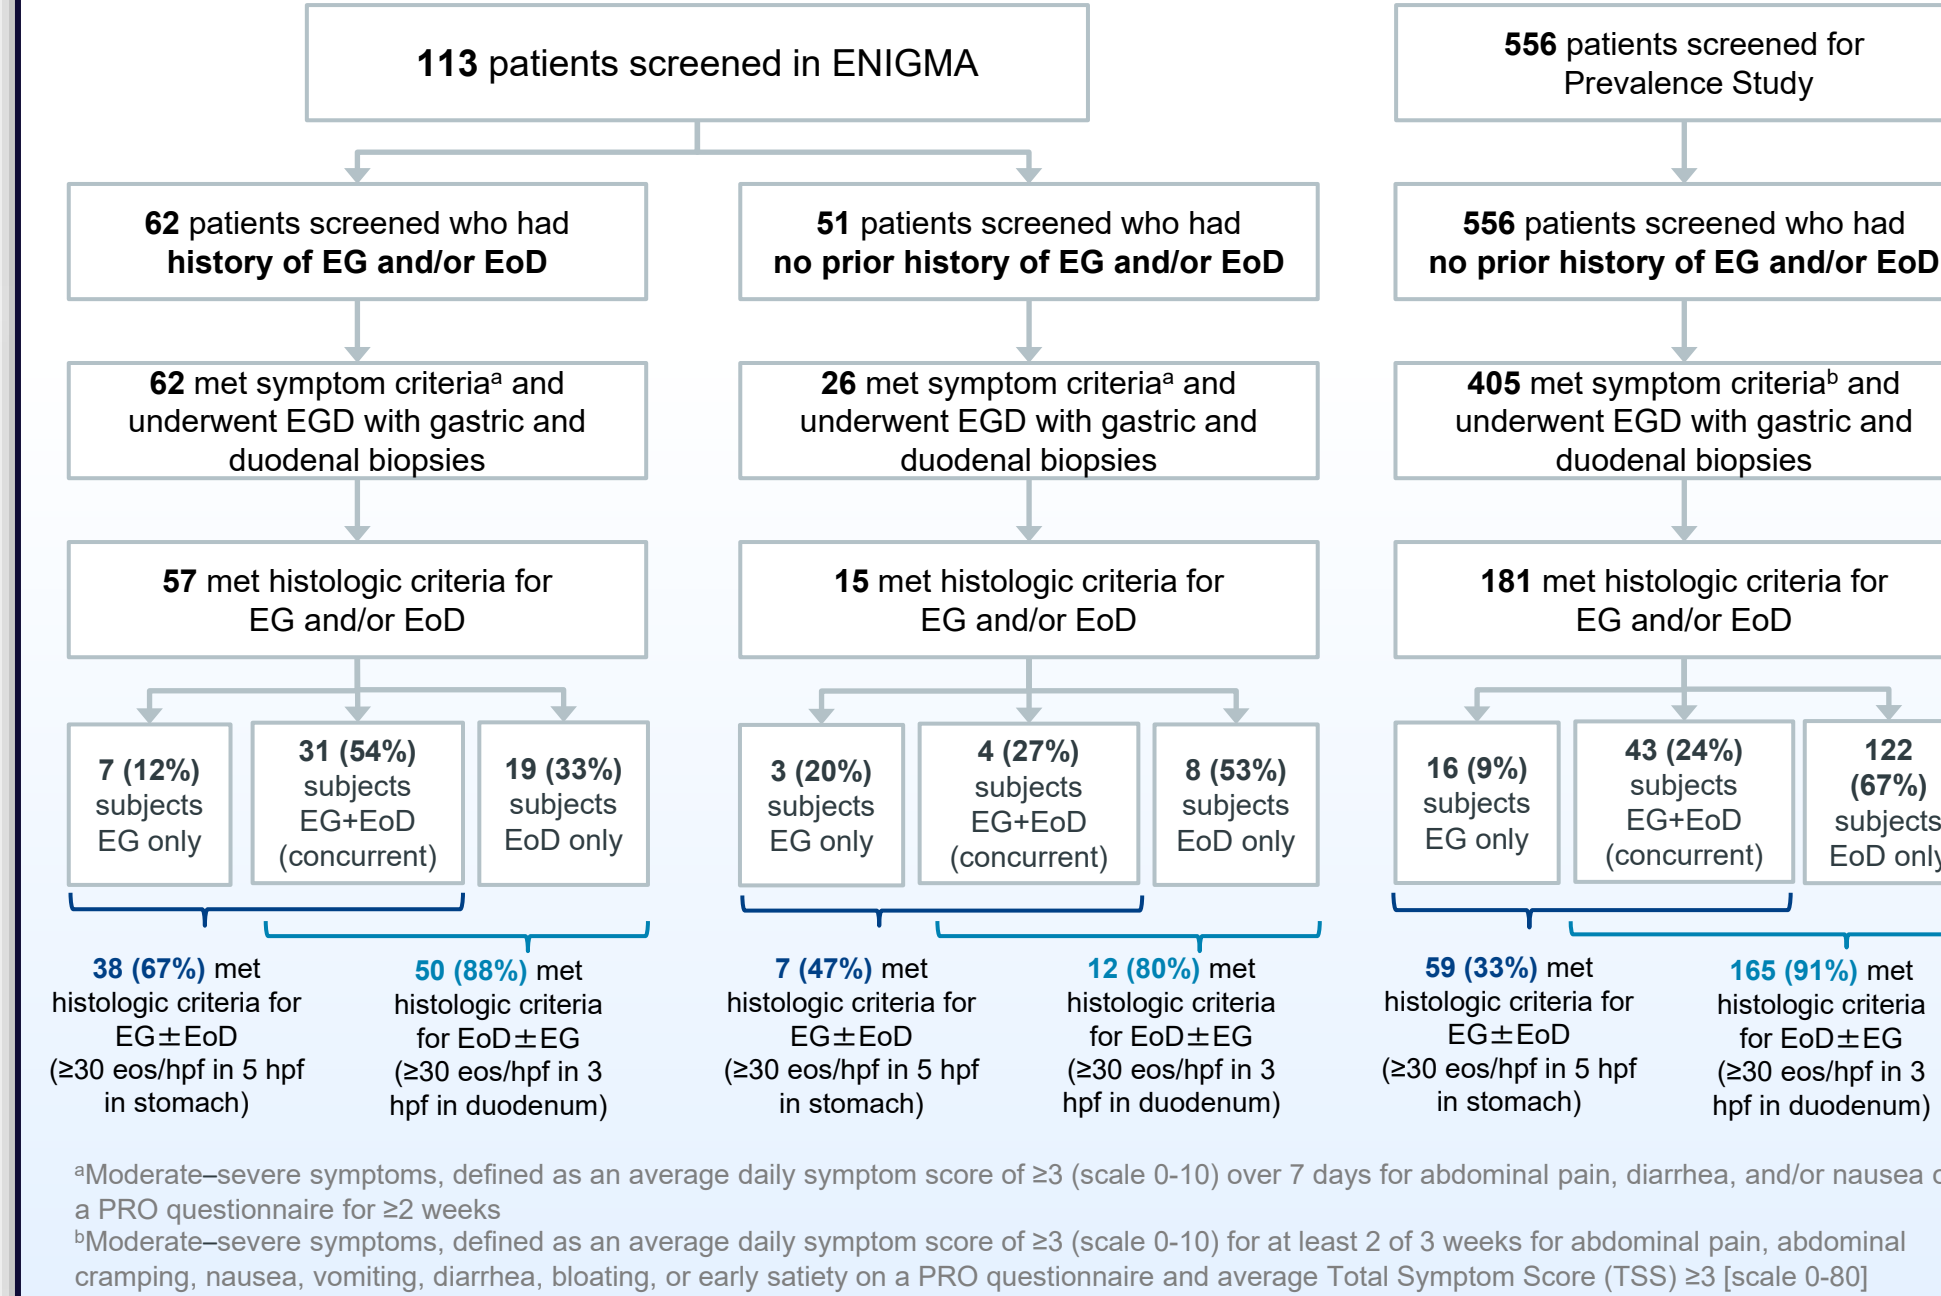 113 patients screened in ENIGMA
556 patients screened for
Prevalence Study
62 patients screened who had
history of EG and/or EoD
51 patients screened who had
no prior history of EG and/or EoD
556 patients screened who had
no prior history of EG and/or EoD
62 met symptom criteriaᵃ and
underwent EGD with gastric and
duodenal biopsies
26 met symptom criteriaᵃ and
underwent EGD with gastric and
duodenal biopsies
405 met symptom criteriaᵇ and
underwent EGD with gastric and
duodenal biopsies
57 met histologic criteria for
EG and/or EoD
15 met histologic criteria for
EG and/or EoD
181 met histologic criteria for
EG and/or EoD
7 (12%)
subjects
EG only
31 (54%)
subjects
EG+EoD
(concurrent)
19 (33%)
subjects
EoD only
3 (20%)
subjects
EG only
4 (27%)
subjects
EG+EoD
(concurrent)
8 (53%)
subjects
EoD only
16 (9%)
subjects
EG only
43 (24%)
subjects
EG+EoD
(concurrent)
122
(67%)
subjects
EoD only
38 (67%) met
histologic criteria for
EG±EoD
(≥30 eos/hpf in 5 hpf
in stomach)
50 (88%) met
histologic criteria
for EoD±EG
(≥30 eos/hpf in 3
hpf in duodenum)
7 (47%) met
histologic criteria for
EG±EoD
(≥30 eos/hpf in 5 hpf
in stomach)
12 (80%) met
histologic criteria
for EoD±EG
(≥30 eos/hpf in 3
hpf in duodenum)
59 (33%) met
histologic criteria for
EG±EoD
(≥30 eos/hpf in 5 hpf
in stomach)
165 (91%) met
histologic criteria
for EoD±EG
(≥30 eos/hpf in 3
hpf in duodenum)
ᵃModerate–severe symptoms, defined as an average daily symptom score of ≥3 (scale 0-10) over 7 days for abdominal pain, diarrhea, and/or nausea
a PRO questionnaire for ≥2 weeks
ᵇModerate–severe symptoms, defined as an average daily symptom score of ≥3 (scale 0-10) for at least 2 of 3 weeks for abdominal pain, abdominal
cramping, nausea, vomiting, diarrhea, bloating, or early satiety on a PRO questionnaire and average Total Symptom Score (TSS) ≥3 [scale 0-80]